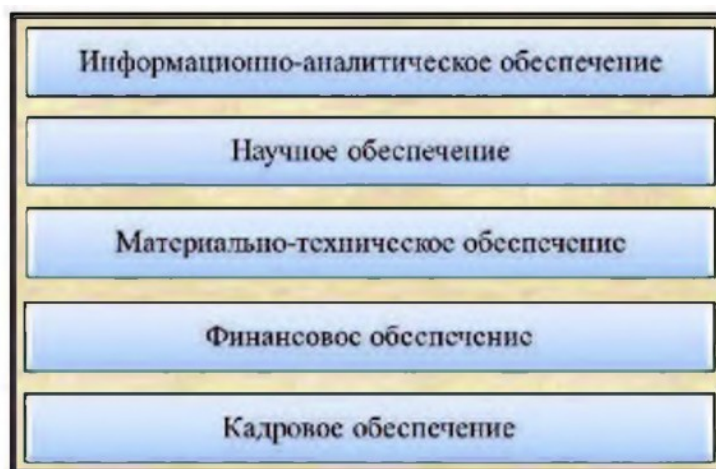 Информационно-аналитическое обеспечение
Научное обеспечение
Материально-техническое обеспечение
Финансовое обеспечение
Кадровое обеспечение